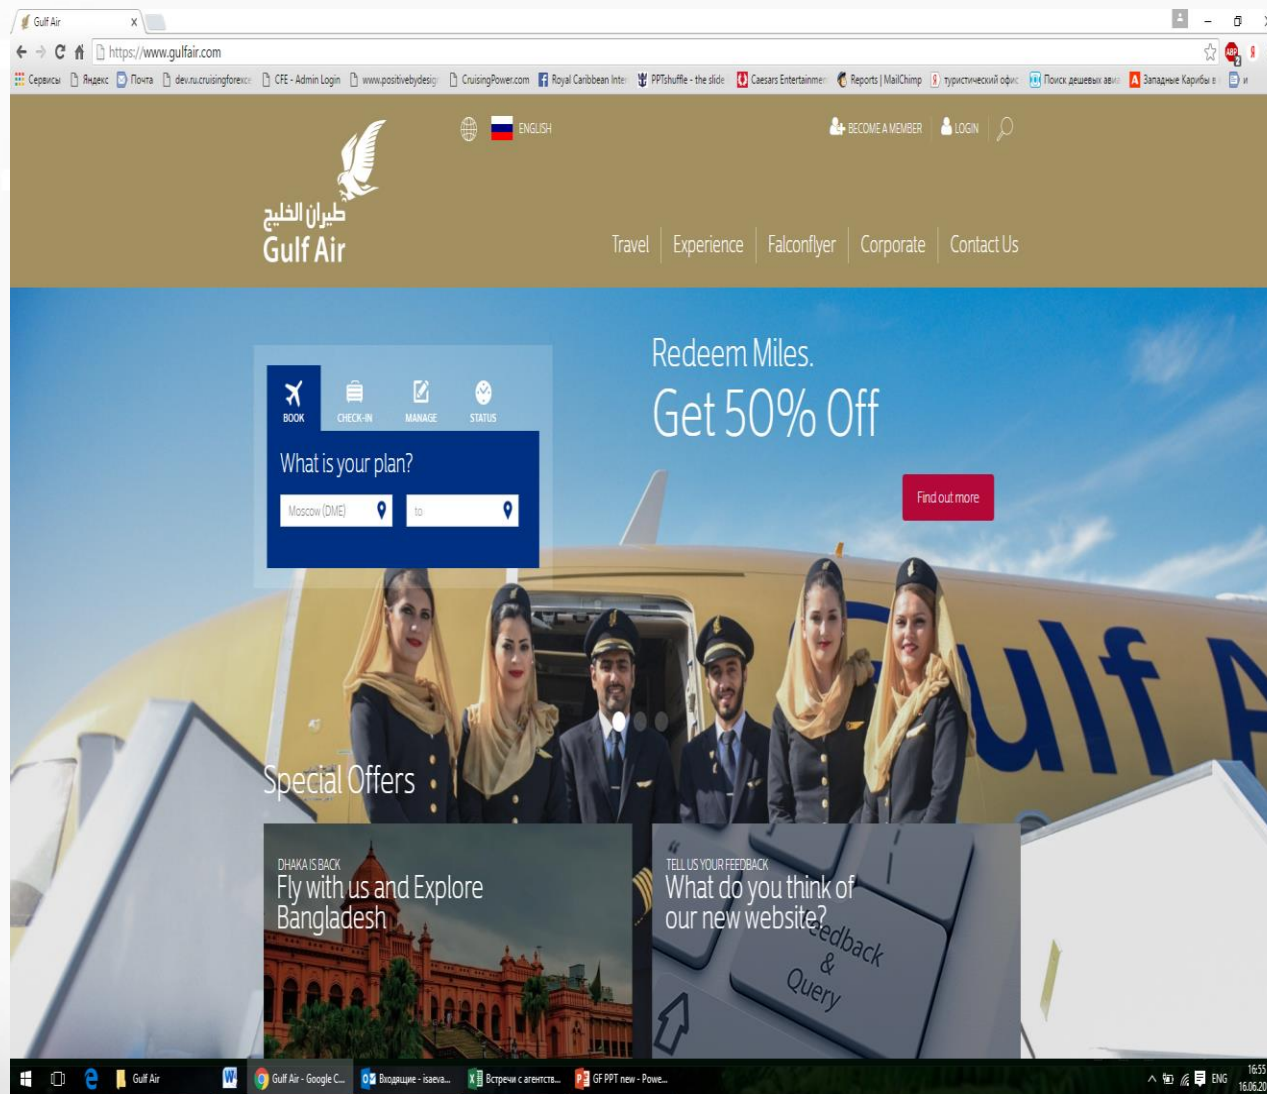 Gulf Air
https://www.gulfair.com
Сервисы Яндекс Почта dev.ru.cruisingforexce CFE - Admin Login www.positivebydesig CruisingPower.com Royal Caribbean Inte PPTshuffle - the slide Caesars Entertainmen Reports | MailChimp туристический офис Поиск дешевых ави Западные Карибы в и
ENGLISH
BECOME A MEMBER LOGIN
طيران الخليج
Gulf Air
Travel Experience Falconflyer Corporate Contact Us
Redeem Miles.
Get 50% Off
Find out more
BOOK CHECK-IN MANAGE STATUS
What is your plan?
Moscow (DME) to
Gulf A
Special Offers
DHAKA IS BACK
Fly with us and Explore
Bangladesh
TELL US YOUR FEEDBACK
What do you think of
our new website?
Feedback
&
Query
Gulf Air Gulf Air - Google C... Входящие - isaeva... Встречи с агентств... GF PPT new - Powe... ENG
16:55
16.06.20